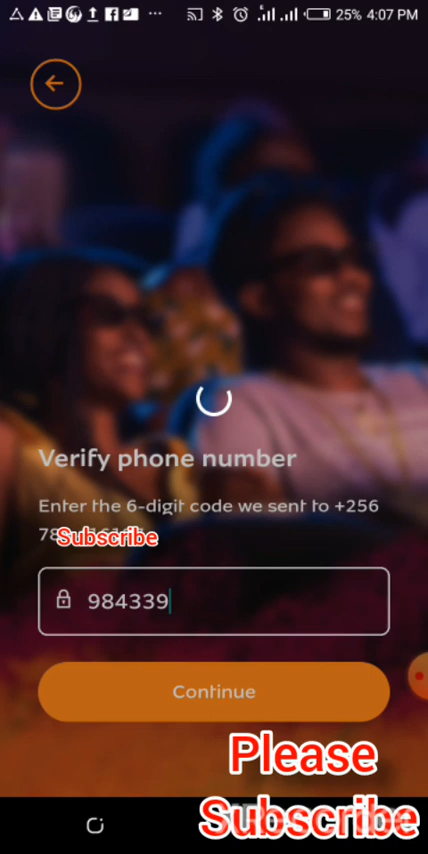 25% 4:07 PM
Verify phone number
Enter the 6-digit code we sent to +256
Subscribe
984339
Continue
Please
Subscribe